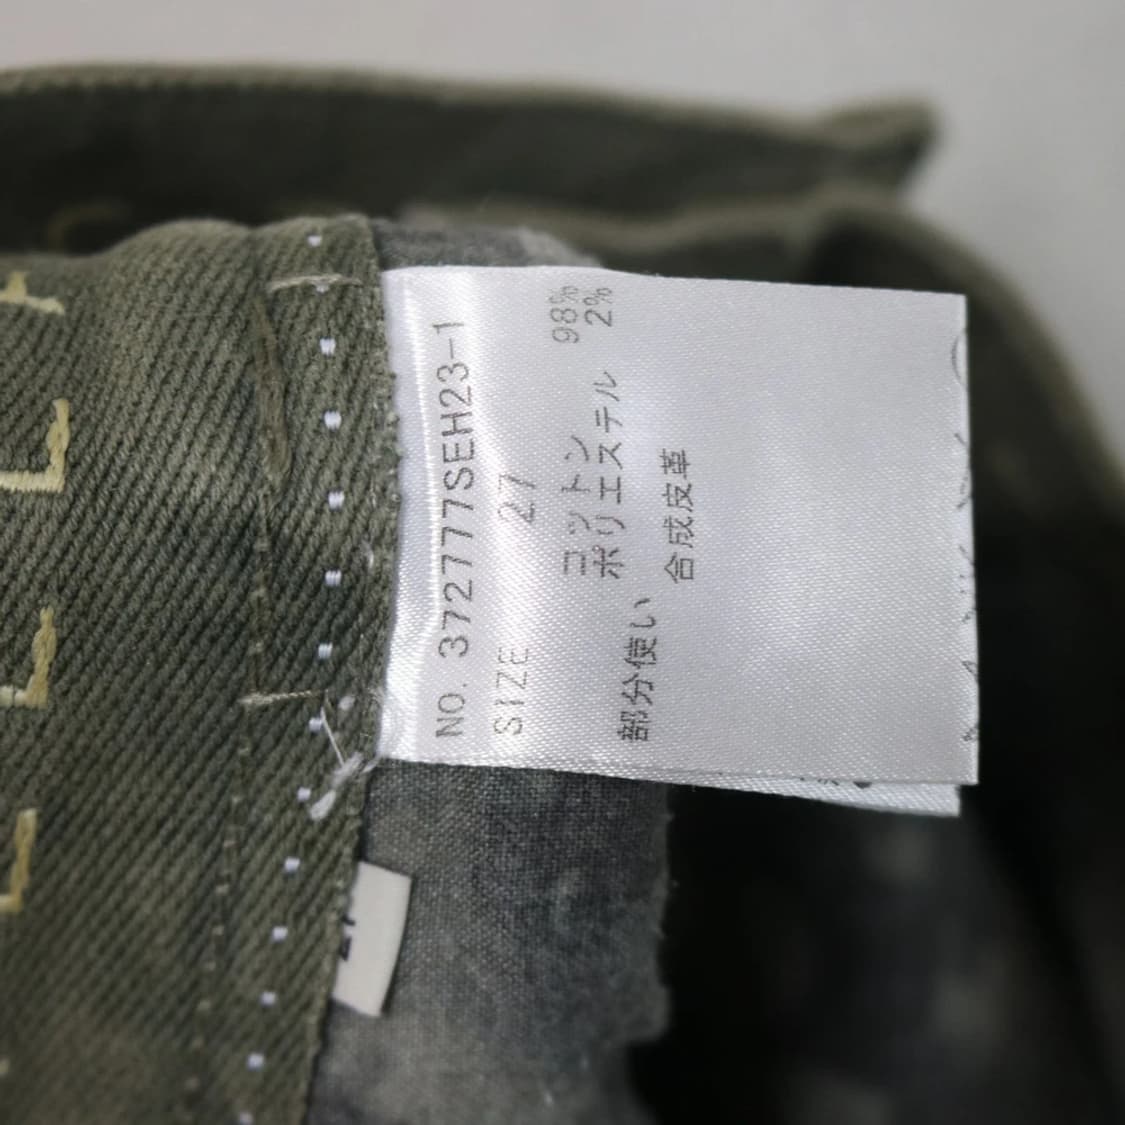 NO. 372777SEH23-1
SIZE 27
コットン 98%
ポリエステル 2%
部分使い
合成皮革